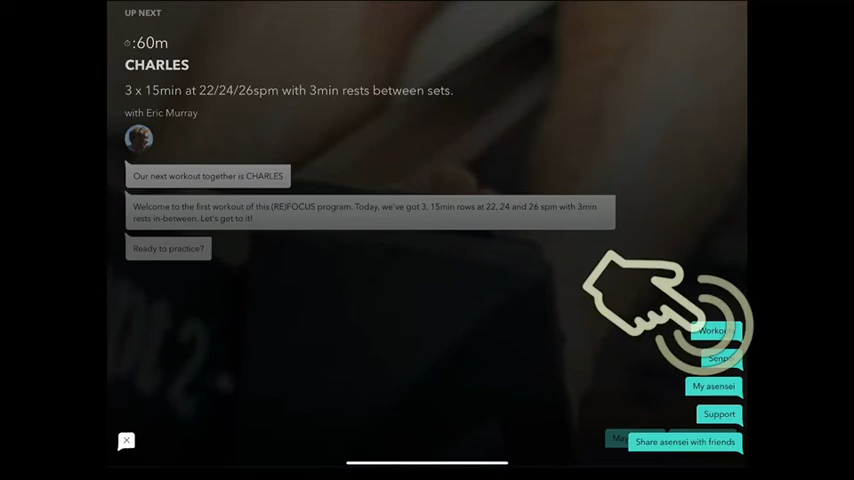 UP NEXT
:60m
CHARLES
3 x 15min at 22/24/26spm with 3min rests between sets.
with Eric Murray
Our next workout together is CHARLES
Welcome to the first workout of this (RE)FOCUS program. Today, we've got 3, 15min rows at 22, 24 and 26 spm with 3min
rests in-between. Let's get to it!
Ready to practice?
My asensei
Support
Share asensei with friends